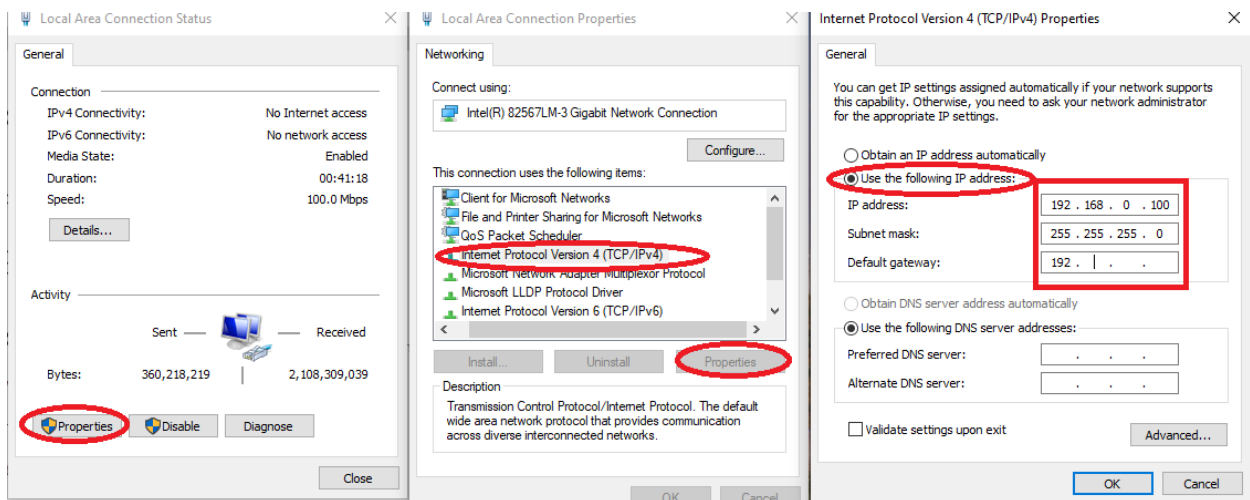 Local Area Connection Status
General
Connection
IPv4 Connectivity: No Internet access
IPv6 Connectivity: No network access
Media State: Enabled
Duration: 00:41:18
Speed: 100.0 Mbps
Details...
Activity
Sent — Received
Bytes: 360,218,219 2,108,309,039
Properties Disable Diagnose
Close
Local Area Connection Properties
Networking
Connect using:
Intel(R) 82567LM-3 Gigabit Network Connection
Configure...
This connection uses the following items:
Client for Microsoft Networks
File and Printer Sharing for Microsoft Networks
QoS Packet Scheduler
Internet Protocol Version 4 (TCP/IPv4)
Microsoft Network Adapter Multiplexor Protocol
Microsoft LLDP Protocol Driver
Internet Protocol Version 6 (TCP/IPv6)
Install... Uninstall Properties
Description
Transmission Control Protocol/Internet Protocol. The default
wide area network protocol that provides communication
across diverse interconnected networks.
OK Cancel
Internet Protocol Version 4 (TCP/IPv4) Properties
General
You can get IP settings assigned automatically if your network supports
this capability. Otherwise, you need to ask your network administrator
for the appropriate IP settings.
Obtain an IP address automatically
Use the following IP address:
IP address: 192 . 168 . 0 . 100
Subnet mask: 255 . 255 . 255 . 0
Default gateway: 192 . . .
Obtain DNS server address automatically
Use the following DNS server addresses:
Preferred DNS server: . . .
Alternate DNS server: . . .
Validate settings upon exit
Advanced...
OK Cancel